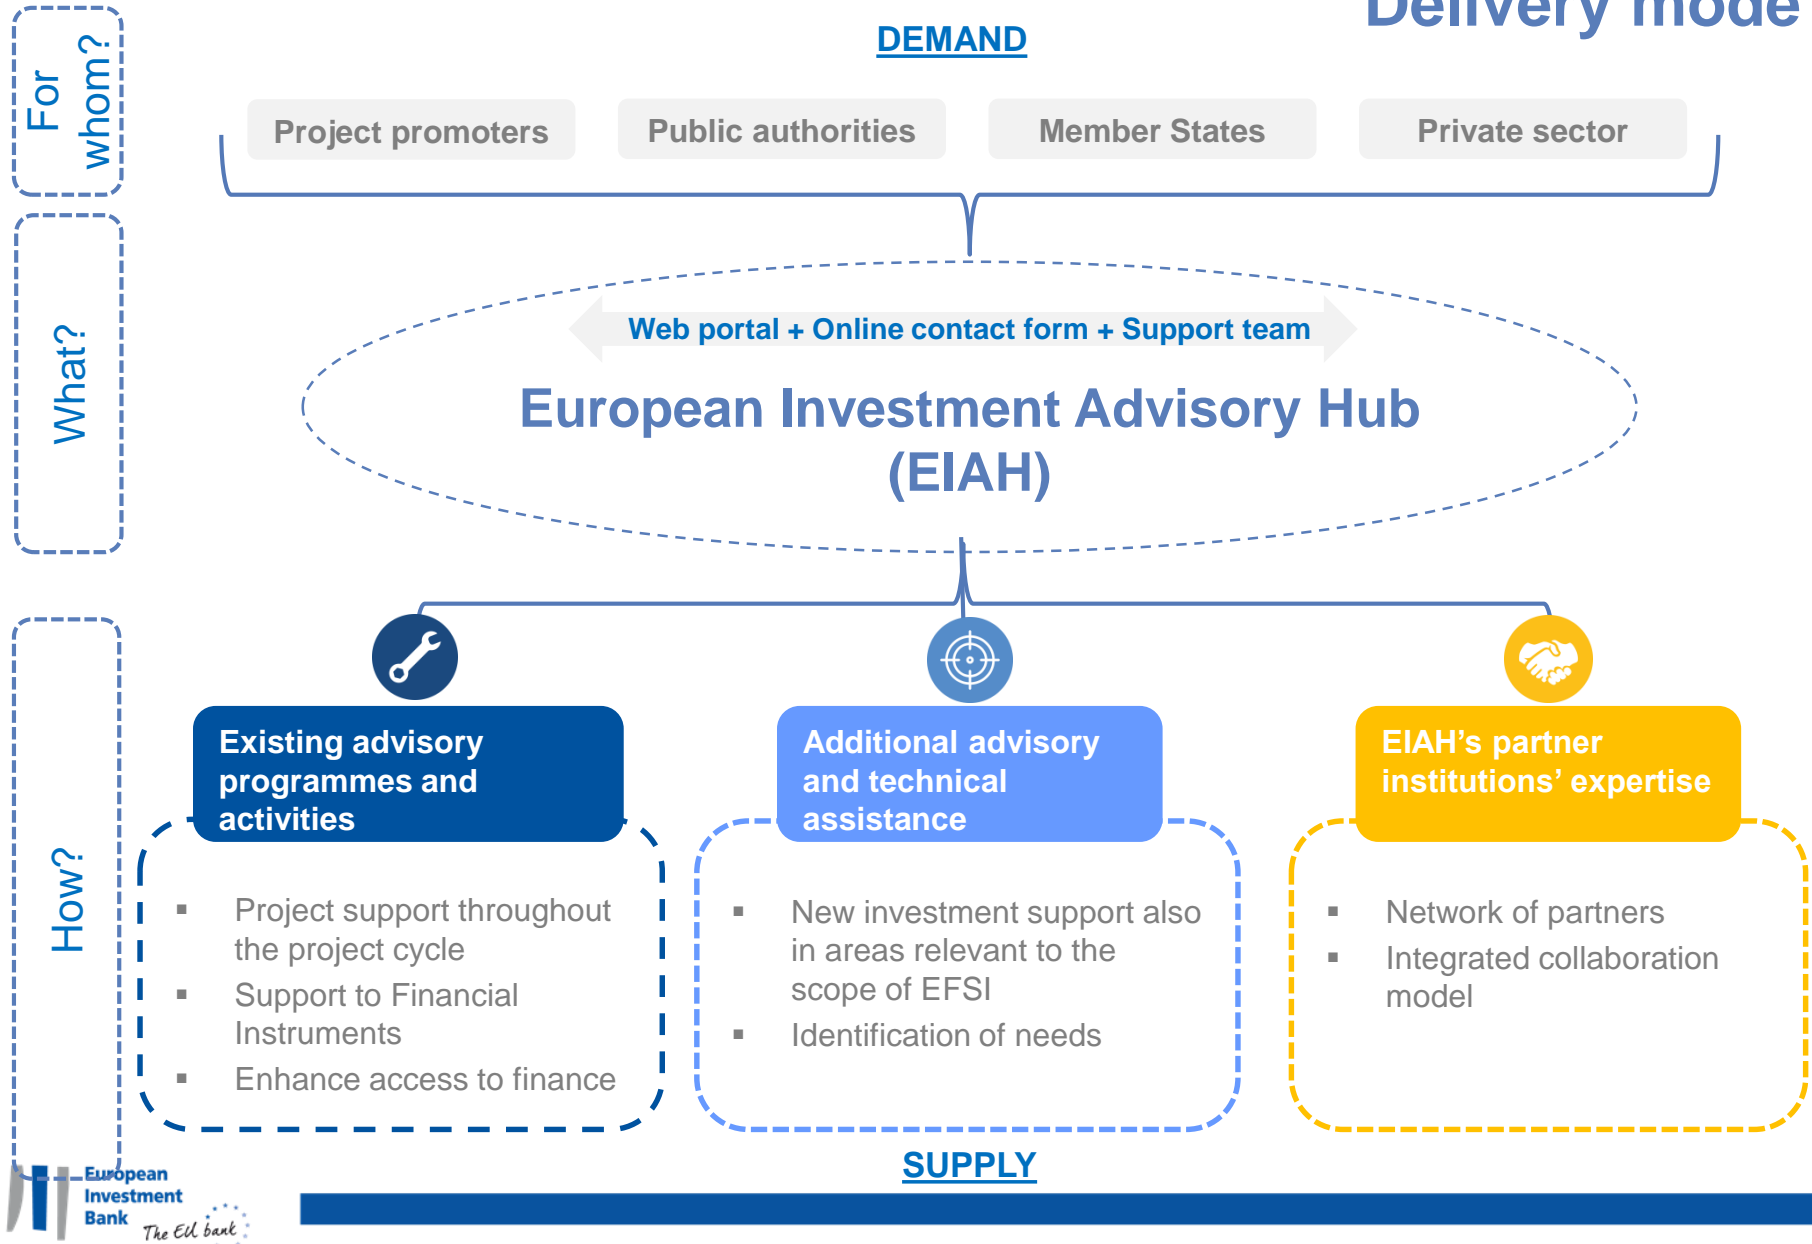 Delivery mode
DEMAND
For
whom?
Project promoters
Public authorities
Member States
Private sector
What?
Web portal + Online contact form + Support team
European Investment Advisory Hub
(EIAH)
How?
Existing advisory
programmes and
activities
▪ Project support throughout
the project cycle
▪ Support to Financial
Instruments
▪ Enhance access to finance
Additional advisory
and technical
assistance
▪ New investment support also
in areas relevant to the
scope of EFSI
▪ Identification of needs
EIAH’s partner
institutions’ expertise
▪ Network of partners
▪ Integrated collaboration
model
SUPPLY
European
Investment
Bank
The EU bank